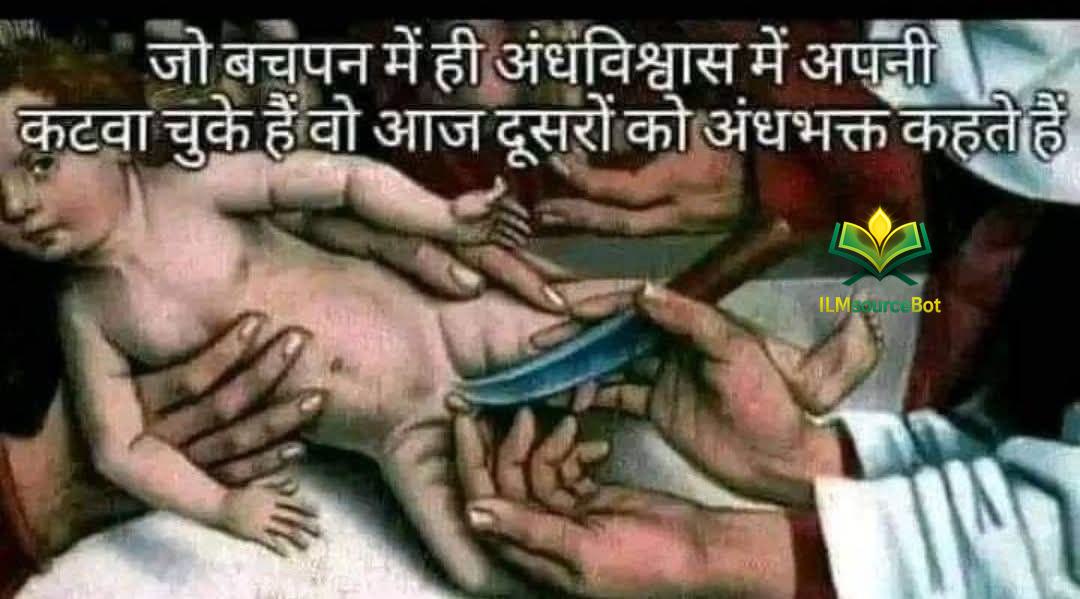 जो बचपन में ही अंधविश्वास में अपनी
कटवा चुके हैं वो आज दूसरों को अंधभक्त कहते हैं
ILMsourceBot